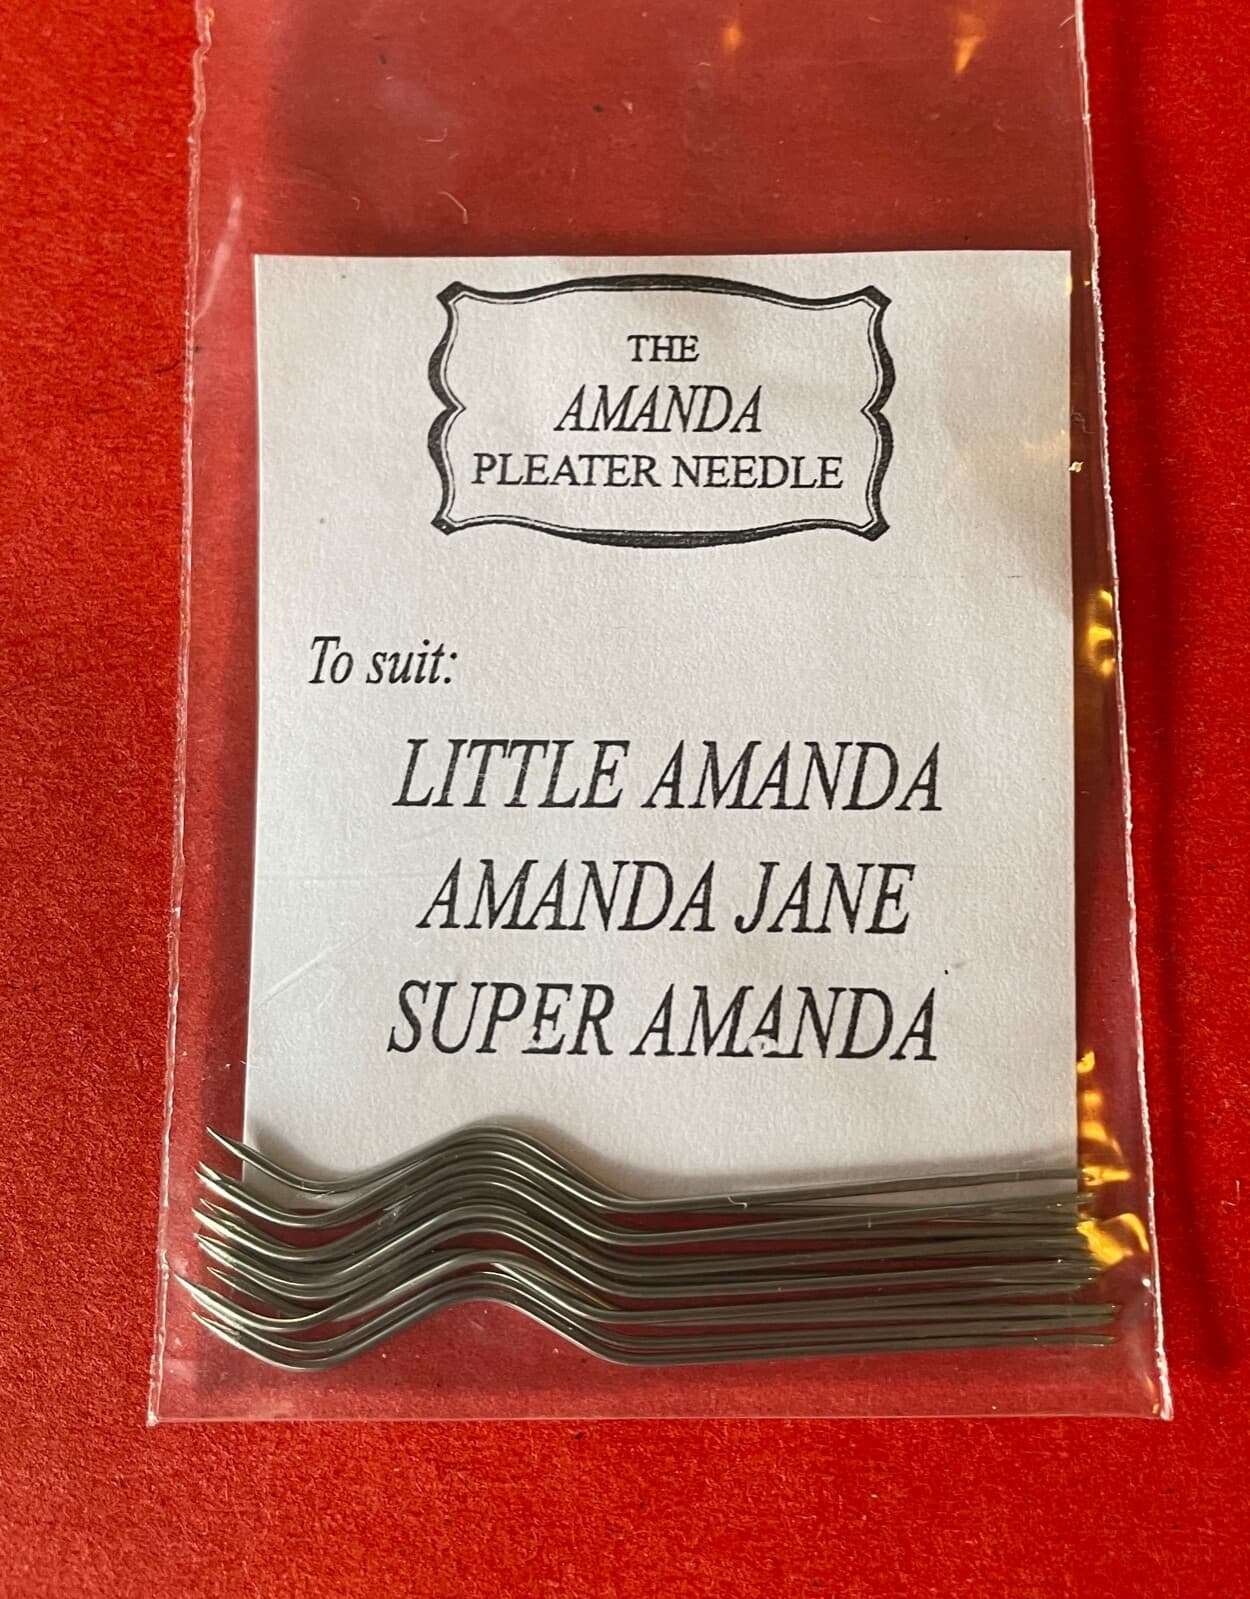 THE
AMANDA
PLEATER NEEDLE
To suit:
LITTLE AMANDA
AMANDA JANE
SUPER AMANDA